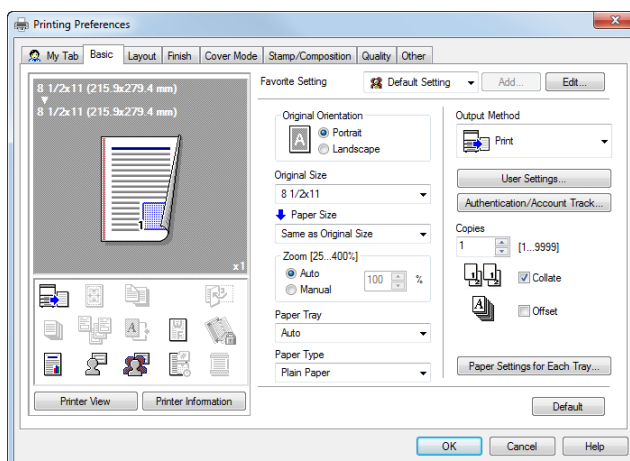 Printing Preferences
My Tab Basic Layout Finish Cover Mode Stamp/Composition Quality Other
8 1/2x11 (215.9x279.4 mm)
8 1/2x11 (215.9x279.4 mm)
1
x1
Printer View Printer Information
Favorite Setting Default Setting Add... Edit...
Original Orientation
A Portrait
Landscape
Original Size
8 1/2x11
Paper Size
Same as Original Size
Zoom [25...400%]
Auto
Manual
100 %
Paper Tray
Auto
Paper Type
Plain Paper
Output Method
Print
User Settings...
Authentication/Account Track...
Copies
1 [1...9999]
Collate
Offset
Paper Settings for Each Tray...
Default
OK Cancel Help